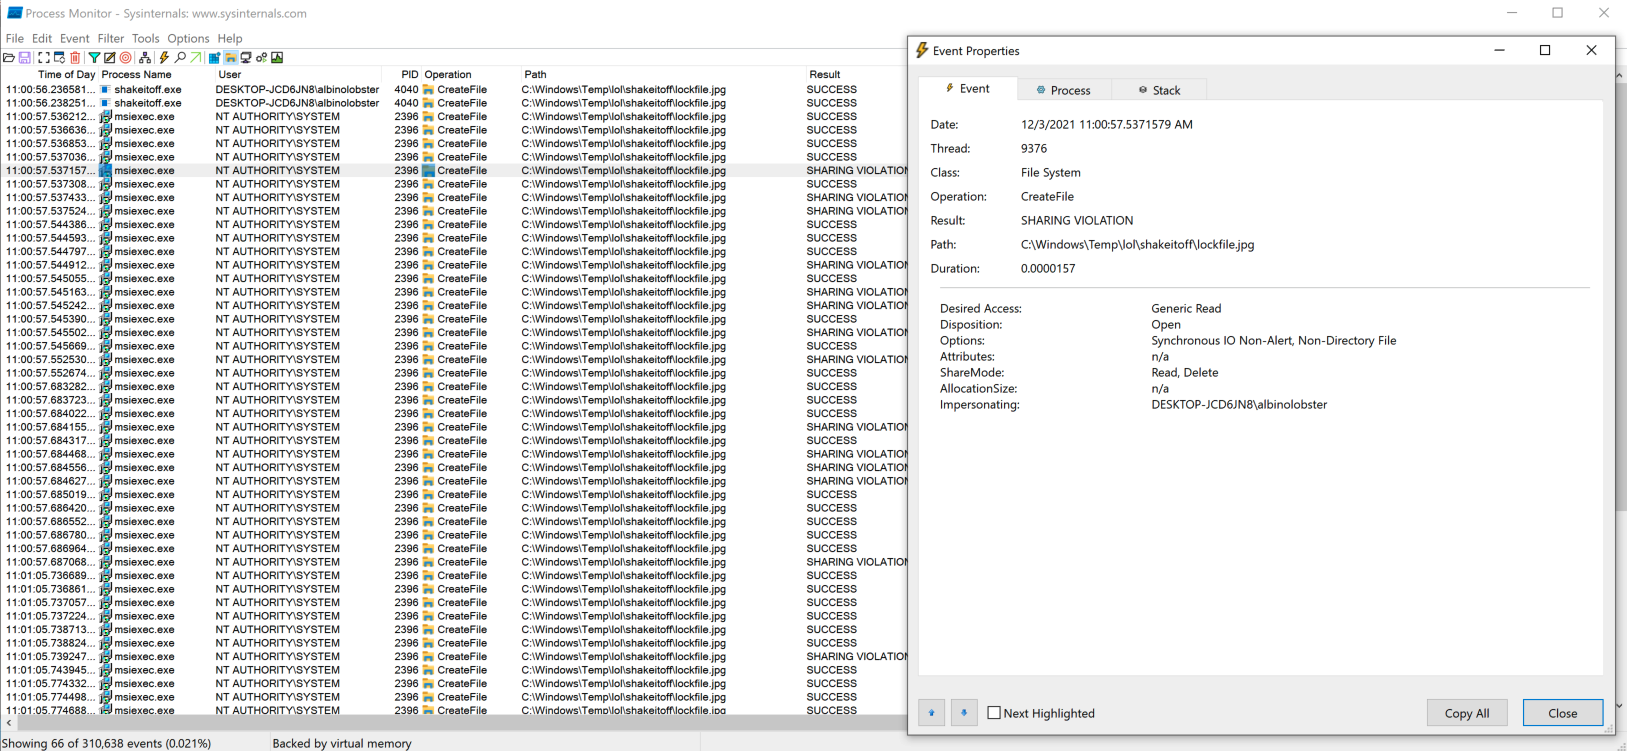 Process Monitor - Sysinternals: www.sysinternals.com
File Edit Event Filter Tools Options Help
Time of Day Process Name User PID Operation Path Result
11:00:56.236581... shakeitoff.exe DESKTOP-JCD6JN8\albinolobster 4040 CreateFile C:\Windows\Temp\lol\shakeitoff\lockfile.jpg SUCCESS
11:00:56.238251... shakeitoff.exe DESKTOP-JCD6JN8\albinolobster 4040 CreateFile C:\Windows\Temp\lol\shakeitoff\lockfile.jpg SUCCESS
11:00:57.536212... msiexec.exe NT AUTHORITY\SYSTEM 2396 CreateFile C:\Windows\Temp\lol\shakeitoff\lockfile.jpg SUCCESS
11:00:57.536636... msiexec.exe NT AUTHORITY\SYSTEM 2396 CreateFile C:\Windows\Temp\lol\shakeitoff\lockfile.jpg SUCCESS
11:00:57.536853... msiexec.exe NT AUTHORITY\SYSTEM 2396 CreateFile C:\Windows\Temp\lol\shakeitoff\lockfile.jpg SUCCESS
11:00:57.537036... msiexec.exe NT AUTHORITY\SYSTEM 2396 CreateFile C:\Windows\Temp\lol\shakeitoff\lockfile.jpg SUCCESS
11:00:57.537157... msiexec.exe NT AUTHORITY\SYSTEM 2396 CreateFile C:\Windows\Temp\lol\shakeitoff\lockfile.jpg SHARING VIOLATION
11:00:57.537308... msiexec.exe NT AUTHORITY\SYSTEM 2396 CreateFile C:\Windows\Temp\lol\shakeitoff\lockfile.jpg SUCCESS
11:00:57.537433... msiexec.exe NT AUTHORITY\SYSTEM 2396 CreateFile C:\Windows\Temp\lol\shakeitoff\lockfile.jpg SHARING VIOLATION
11:00:57.537524... msiexec.exe NT AUTHORITY\SYSTEM 2396 CreateFile C:\Windows\Temp\lol\shakeitoff\lockfile.jpg SHARING VIOLATION
11:00:57.544386... msiexec.exe NT AUTHORITY\SYSTEM 2396 CreateFile C:\Windows\Temp\lol\shakeitoff\lockfile.jpg SUCCESS
11:00:57.544593... msiexec.exe NT AUTHORITY\SYSTEM 2396 CreateFile C:\Windows\Temp\lol\shakeitoff\lockfile.jpg SUCCESS
11:00:57.544797... msiexec.exe NT AUTHORITY\SYSTEM 2396 CreateFile C:\Windows\Temp\lol\shakeitoff\lockfile.jpg SUCCESS
11:00:57.544912... msiexec.exe NT AUTHORITY\SYSTEM 2396 CreateFile C:\Windows\Temp\lol\shakeitoff\lockfile.jpg SHARING VIOLATION
11:00:57.545055... msiexec.exe NT AUTHORITY\SYSTEM 2396 CreateFile C:\Windows\Temp\lol\shakeitoff\lockfile.jpg SUCCESS
11:00:57.545163... msiexec.exe NT AUTHORITY\SYSTEM 2396 CreateFile C:\Windows\Temp\lol\shakeitoff\lockfile.jpg SHARING VIOLATION
11:00:57.545242... msiexec.exe NT AUTHORITY\SYSTEM 2396 CreateFile C:\Windows\Temp\lol\shakeitoff\lockfile.jpg SHARING VIOLATION
11:00:57.545390... msiexec.exe NT AUTHORITY\SYSTEM 2396 CreateFile C:\Windows\Temp\lol\shakeitoff\lockfile.jpg SUCCESS
11:00:57.545502... msiexec.exe NT AUTHORITY\SYSTEM 2396 CreateFile C:\Windows\Temp\lol\shakeitoff\lockfile.jpg SHARING VIOLATION
11:00:57.545669... msiexec.exe NT AUTHORITY\SYSTEM 2396 CreateFile C:\Windows\Temp\lol\shakeitoff\lockfile.jpg SUCCESS
11:00:57.552530... msiexec.exe NT AUTHORITY\SYSTEM 2396 CreateFile C:\Windows\Temp\lol\shakeitoff\lockfile.jpg SHARING VIOLATION
11:00:57.552674... msiexec.exe NT AUTHORITY\SYSTEM 2396 CreateFile C:\Windows\Temp\lol\shakeitoff\lockfile.jpg SUCCESS
11:00:57.683282... msiexec.exe NT AUTHORITY\SYSTEM 2396 CreateFile C:\Windows\Temp\lol\shakeitoff\lockfile.jpg SUCCESS
11:00:57.683723... msiexec.exe NT AUTHORITY\SYSTEM 2396 CreateFile C:\Windows\Temp\lol\shakeitoff\lockfile.jpg SUCCESS
11:00:57.684022... msiexec.exe NT AUTHORITY\SYSTEM 2396 CreateFile C:\Windows\Temp\lol\shakeitoff\lockfile.jpg SUCCESS
11:00:57.684155... msiexec.exe NT AUTHORITY\SYSTEM 2396 CreateFile C:\Windows\Temp\lol\shakeitoff\lockfile.jpg SHARING VIOLATION
11:00:57.684317... msiexec.exe NT AUTHORITY\SYSTEM 2396 CreateFile C:\Windows\Temp\lol\shakeitoff\lockfile.jpg SUCCESS
11:00:57.684468... msiexec.exe NT AUTHORITY\SYSTEM 2396 CreateFile C:\Windows\Temp\lol\shakeitoff\lockfile.jpg SHARING VIOLATION
11:00:57.684556... msiexec.exe NT AUTHORITY\SYSTEM 2396 CreateFile C:\Windows\Temp\lol\shakeitoff\lockfile.jpg SHARING VIOLATION
11:00:57.684627... msiexec.exe NT AUTHORITY\SYSTEM 2396 CreateFile C:\Windows\Temp\lol\shakeitoff\lockfile.jpg SHARING VIOLATION
11:00:57.685019... msiexec.exe NT AUTHORITY\SYSTEM 2396 CreateFile C:\Windows\Temp\lol\shakeitoff\lockfile.jpg SUCCESS
11:00:57.686420... msiexec.exe NT AUTHORITY\SYSTEM 2396 CreateFile C:\Windows\Temp\lol\shakeitoff\lockfile.jpg SUCCESS
11:00:57.686552... msiexec.exe NT AUTHORITY\SYSTEM 2396 CreateFile C:\Windows\Temp\lol\shakeitoff\lockfile.jpg SUCCESS
11:00:57.686780... msiexec.exe NT AUTHORITY\SYSTEM 2396 CreateFile C:\Windows\Temp\lol\shakeitoff\lockfile.jpg SUCCESS
11:00:57.686964... msiexec.exe NT AUTHORITY\SYSTEM 2396 CreateFile C:\Windows\Temp\lol\shakeitoff\lockfile.jpg SUCCESS
11:00:57.687068... msiexec.exe NT AUTHORITY\SYSTEM 2396 CreateFile C:\Windows\Temp\lol\shakeitoff\lockfile.jpg SHARING VIOLATION
11:01:05.736689... msiexec.exe NT AUTHORITY\SYSTEM 2396 CreateFile C:\Windows\Temp\lol\shakeitoff\lockfile.jpg SUCCESS
11:01:05.736861... msiexec.exe NT AUTHORITY\SYSTEM 2396 CreateFile C:\Windows\Temp\lol\shakeitoff\lockfile.jpg SUCCESS
11:01:05.737057... msiexec.exe NT AUTHORITY\SYSTEM 2396 CreateFile C:\Windows\Temp\lol\shakeitoff\lockfile.jpg SUCCESS
11:01:05.737224... msiexec.exe NT AUTHORITY\SYSTEM 2396 CreateFile C:\Windows\Temp\lol\shakeitoff\lockfile.jpg SUCCESS
11:01:05.738713... msiexec.exe NT AUTHORITY\SYSTEM 2396 CreateFile C:\Windows\Temp\lol\shakeitoff\lockfile.jpg SUCCESS
11:01:05.738824... msiexec.exe NT AUTHORITY\SYSTEM 2396 CreateFile C:\Windows\Temp\lol\shakeitoff\lockfile.jpg SUCCESS
11:01:05.739247... msiexec.exe NT AUTHORITY\SYSTEM 2396 CreateFile C:\Windows\Temp\lol\shakeitoff\lockfile.jpg SHARING VIOLATION
11:01:05.743945... msiexec.exe NT AUTHORITY\SYSTEM 2396 CreateFile C:\Windows\Temp\lol\shakeitoff\lockfile.jpg SUCCESS
11:01:05.774332... msiexec.exe NT AUTHORITY\SYSTEM 2396 CreateFile C:\Windows\Temp\lol\shakeitoff\lockfile.jpg SUCCESS
11:01:05.774498... msiexec.exe NT AUTHORITY\SYSTEM 2396 CreateFile C:\Windows\Temp\lol\shakeitoff\lockfile.jpg SUCCESS
11:01:05.774688... msiexec.exe NT AUTHORITY\SYSTEM 2396 CreateFile C:\Windows\Temp\lol\shakeitoff\lockfile.jpg SUCCESS
Showing 66 of 310,638 events (0.021%) Backed by virtual memory
Event Properties
Event Process Stack
Date: 12/3/2021 11:00:57.5371579 AM
Thread: 9376
Class: File System
Operation: CreateFile
Result: SHARING VIOLATION
Path: C:\Windows\Temp\lol\shakeitoff\lockfile.jpg
Duration: 0.0000157
Desired Access: Generic Read
Disposition: Open
Options: Synchronous IO Non-Alert, Non-Directory File
Attributes: n/a
ShareMode: Read, Delete
AllocationSize: n/a
Impersonating: DESKTOP-JCD6JN8\albinolobster
Next Highlighted Copy All Close